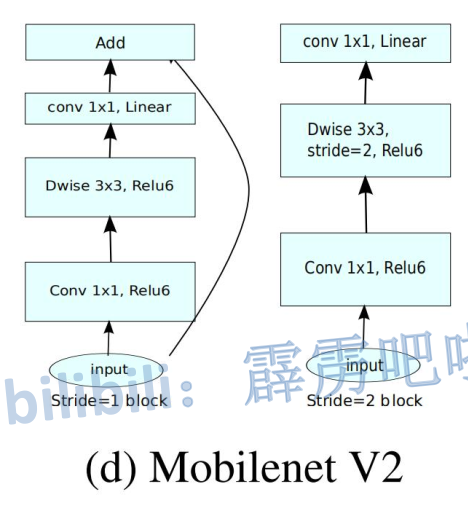 Add
conv 1x1, Linear
Dwise 3x3, Relu6
Conv 1x1, Relu6
input
Stride=1 block
conv 1x1, Linear
Dwise 3x3,
stride=2, Relu6
Conv 1x1, Relu6
input
Stride=2 block
bilibili: 霹雳吧啦
(d) Mobilenet V2